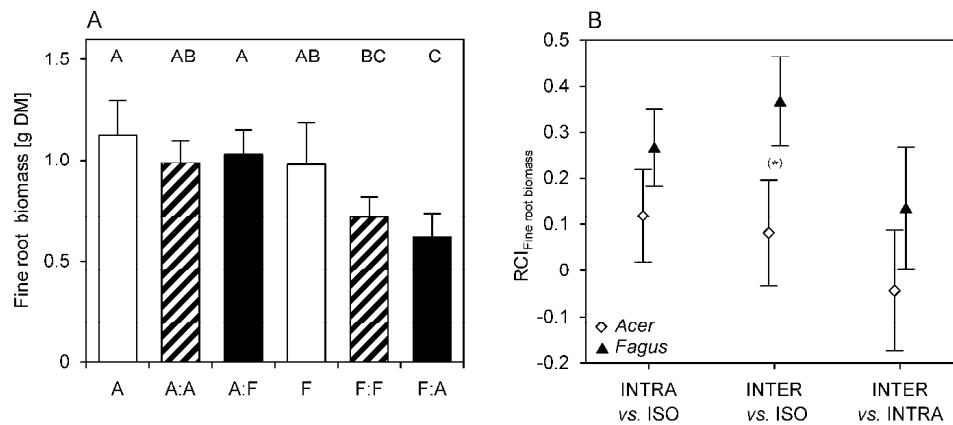 A
Fine root biomass [g DM]
1.5
1.0
0.5
0
A AB A AB BC C
A A:A A:F F F:F F:A
B
RCI Fine root biomass
0.5
0.4
0.3
0.2
0.1
0
-0.1
-0.2
(*)
Acer
Fagus
INTRA INTER INTER
vs. ISO vs. ISO vs. INTRA